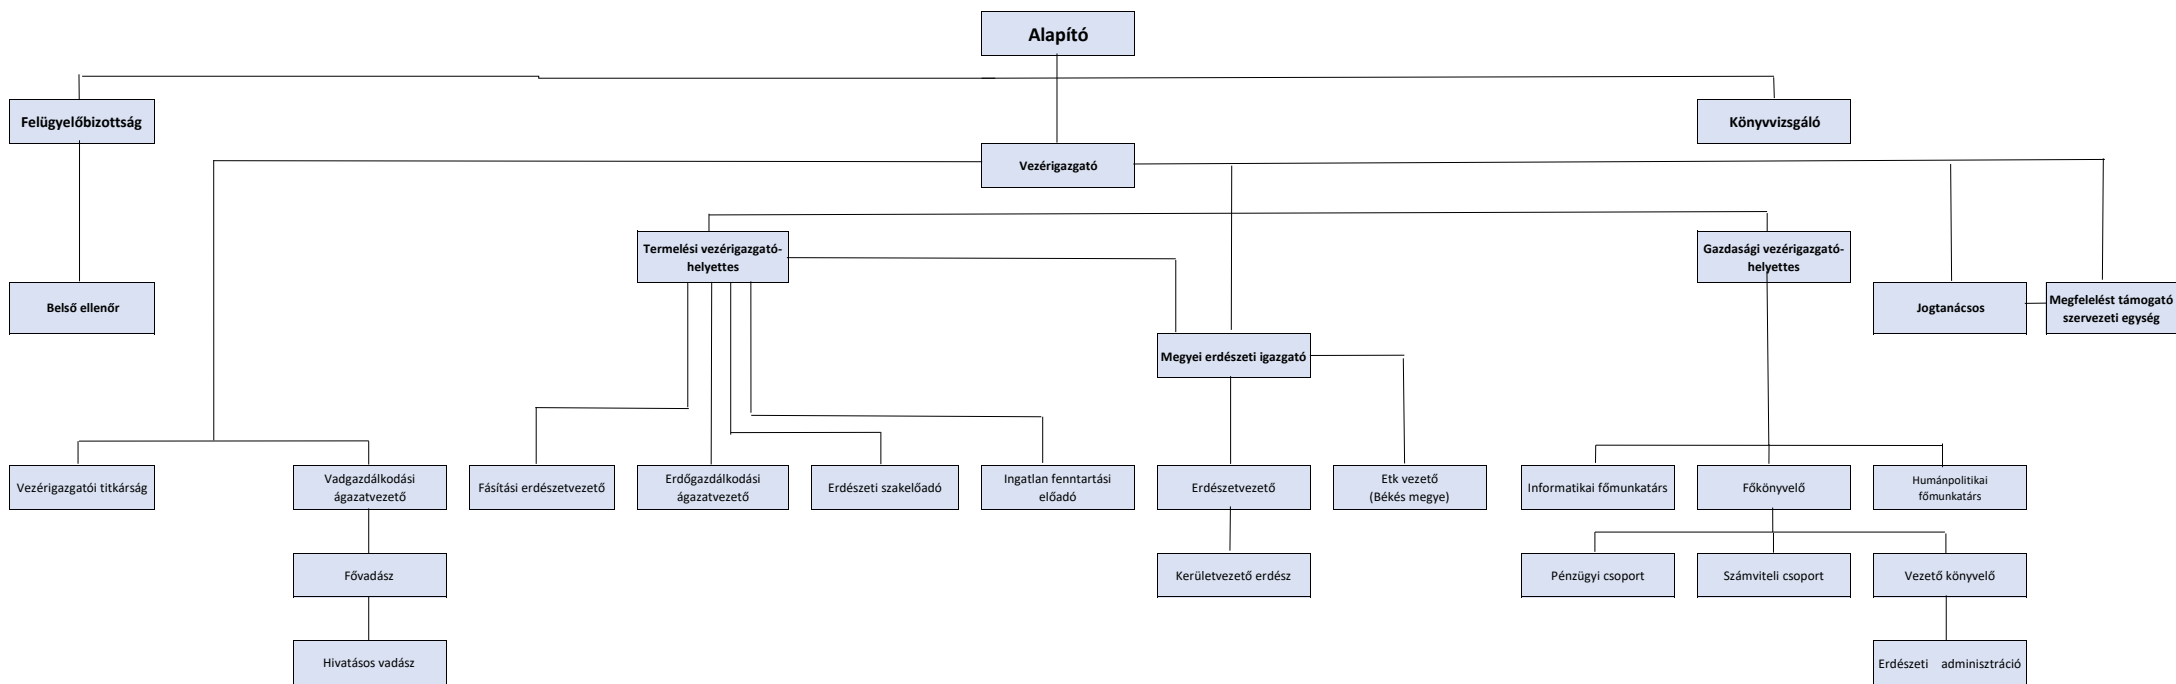 Alapító
Felügyelőbizottság
Könyvvizsgáló
Vezérigazgató
Termelési vezérigazgató-
helyettes
Gazdasági vezérigazgató-
helyettes
Belső ellenőr
Jogtanácsos
Megfelelést támogató
szervezeti egység
Megyei erdészeti igazgató
Vezérigazgatói titkárság
Vadgazdálkodási
ágazatvezető
Fásítási erdészetvezető
Erdőgazdálkodási
ágazatvezető
Erdészeti szakelőadó
Ingatlan fenntartási
előadó
Erdészetvezető
Etk vezető
(Békés megye)
Informatikai főmunkatárs
Főkönyvelő
Humánpolitikai
főmunkatárs
Fővadász
Kerületvezető erdész
Pénzügyi csoport
Számviteli csoport
Vezető könyvelő
Hivatásos vadász
Erdészeti adminisztráció